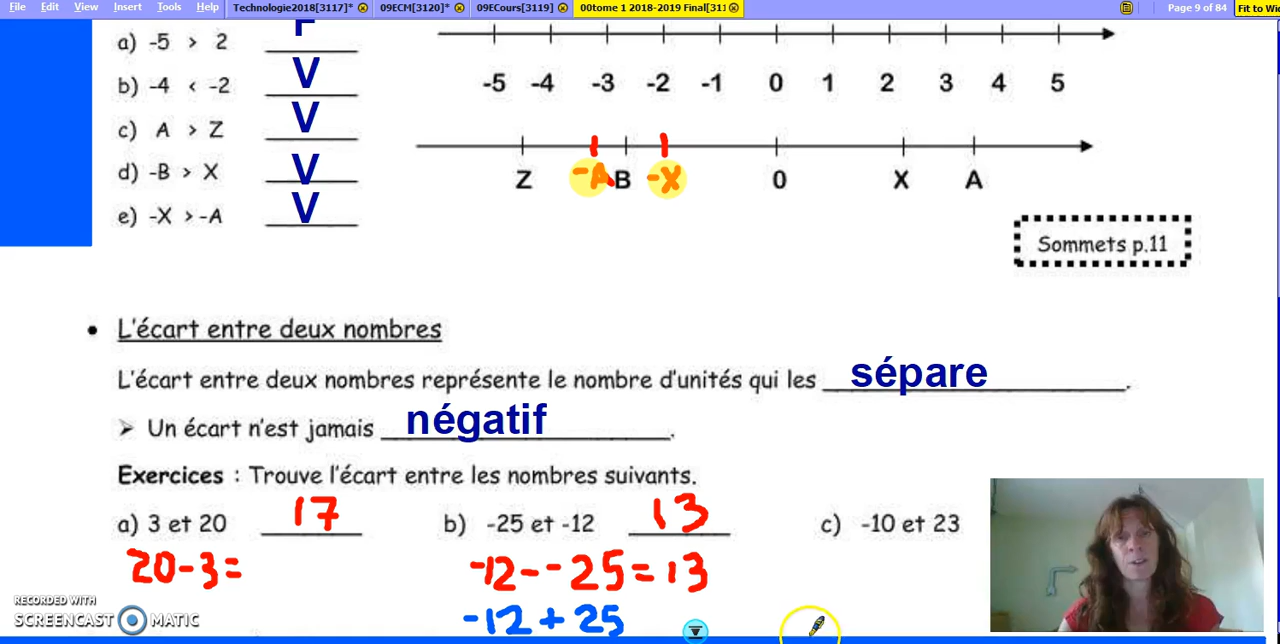 File Edit View Insert Tools Help Technologie2018[3117]* 09ECM[3120]* 09ECours[3119] 00tome 1 2018-2019 Final[311 Page 9 of 84 Fit to Wi
a) -5 > 2 F
b) -4 < -2 V
c) A > Z V
d) -B > X V
e) -X > -A V
-5 -4 -3 -2 -1 0 1 2 3 4 5
Z -A B -X 0 X A
Sommets p.11
• L'écart entre deux nombres
L'écart entre deux nombres représente le nombre d'unités qui les sépare.
➢ Un écart n'est jamais négatif.
Exercices : Trouve l'écart entre les nombres suivants.
a) 3 et 20 17 b) -25 et -12 13 c) -10 et 23
20-3= -12--25=13
-12+25
RECORDED WITH
SCREENCAST MATIC